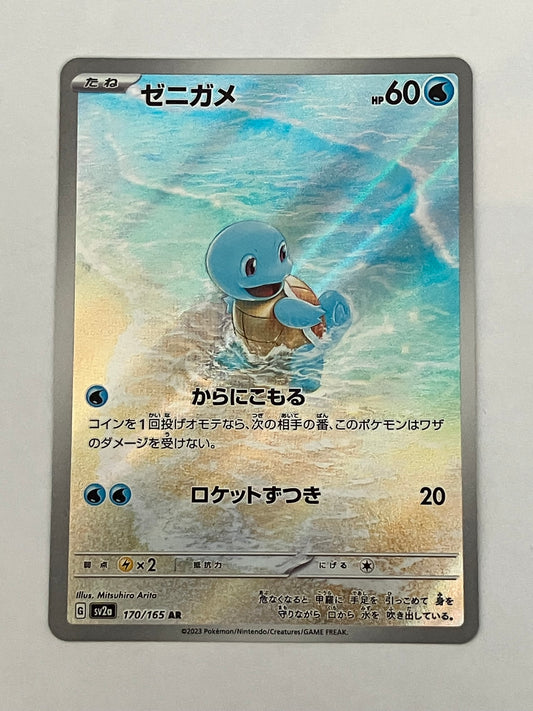 たね ゼニガメ HP60
からにこもる
コインを1回投げオモテなら、次の相手の番、このポケモンはワザ
のダメージを受けない。
ロケットずつき 20
弱点 ×2 抵抗力 にげる
Illus. Mitsuhiro Arita
G sv2a 170/165 AR
危なくなると 甲羅に 手足を 引っこめて 身を
守りながら 口から 水を 吹き出している。
©2023 Pokémon/Nintendo/Creatures/GAME FREAK.